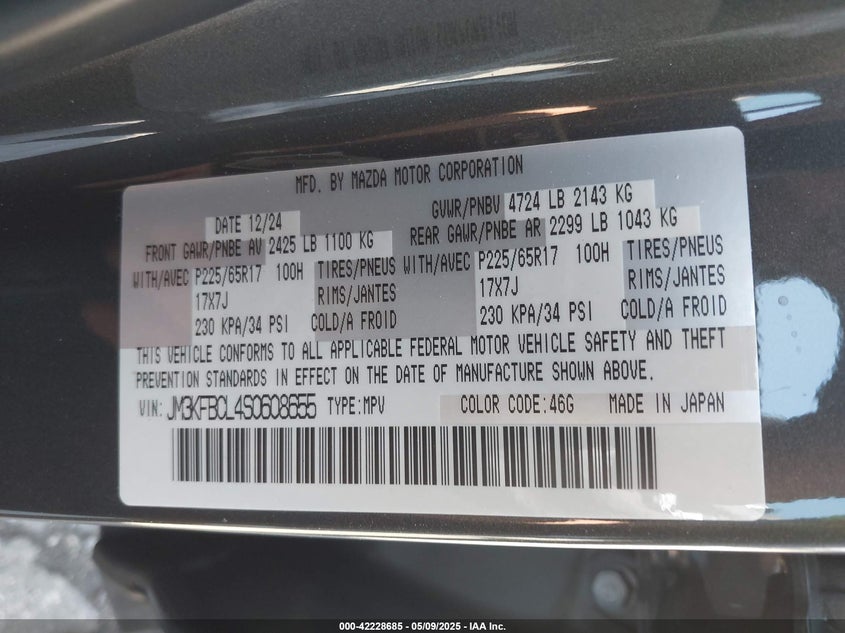 MFD. BY MAZDA MOTOR CORPORATION
DATE 12/24 GVWR/PNBV 4724 LB 2143 KG
FRONT GAWR/PNBE AV 2425 LB 1100 KG REAR GAWR/PNBE AR 2299 LB 1043 KG
WITH/AVEC P225/65R17 100H TIRES/PNEUS WITH/AVEC P225/65R17 100H TIRES/PNEUS
17X7J RIMS/JANTES 17X7J RIMS/JANTES
230 KPA/34 PSI COLD/A FROID 230 KPA/34 PSI COLD/A FROID
THIS VEHICLE CONFORMS TO ALL APPLICABLE FEDERAL MOTOR VEHICLE SAFETY AND THEFT
PREVENTION STANDARDS IN EFFECT ON THE DATE OF MANUFACTURE SHOWN ABOVE.
VIN: JM3KFBCL4S0608655 TYPE:MPV COLOR CODE:46G MADE IN JAPAN
000-42228685 - 05/09/2025 - IAA Inc.